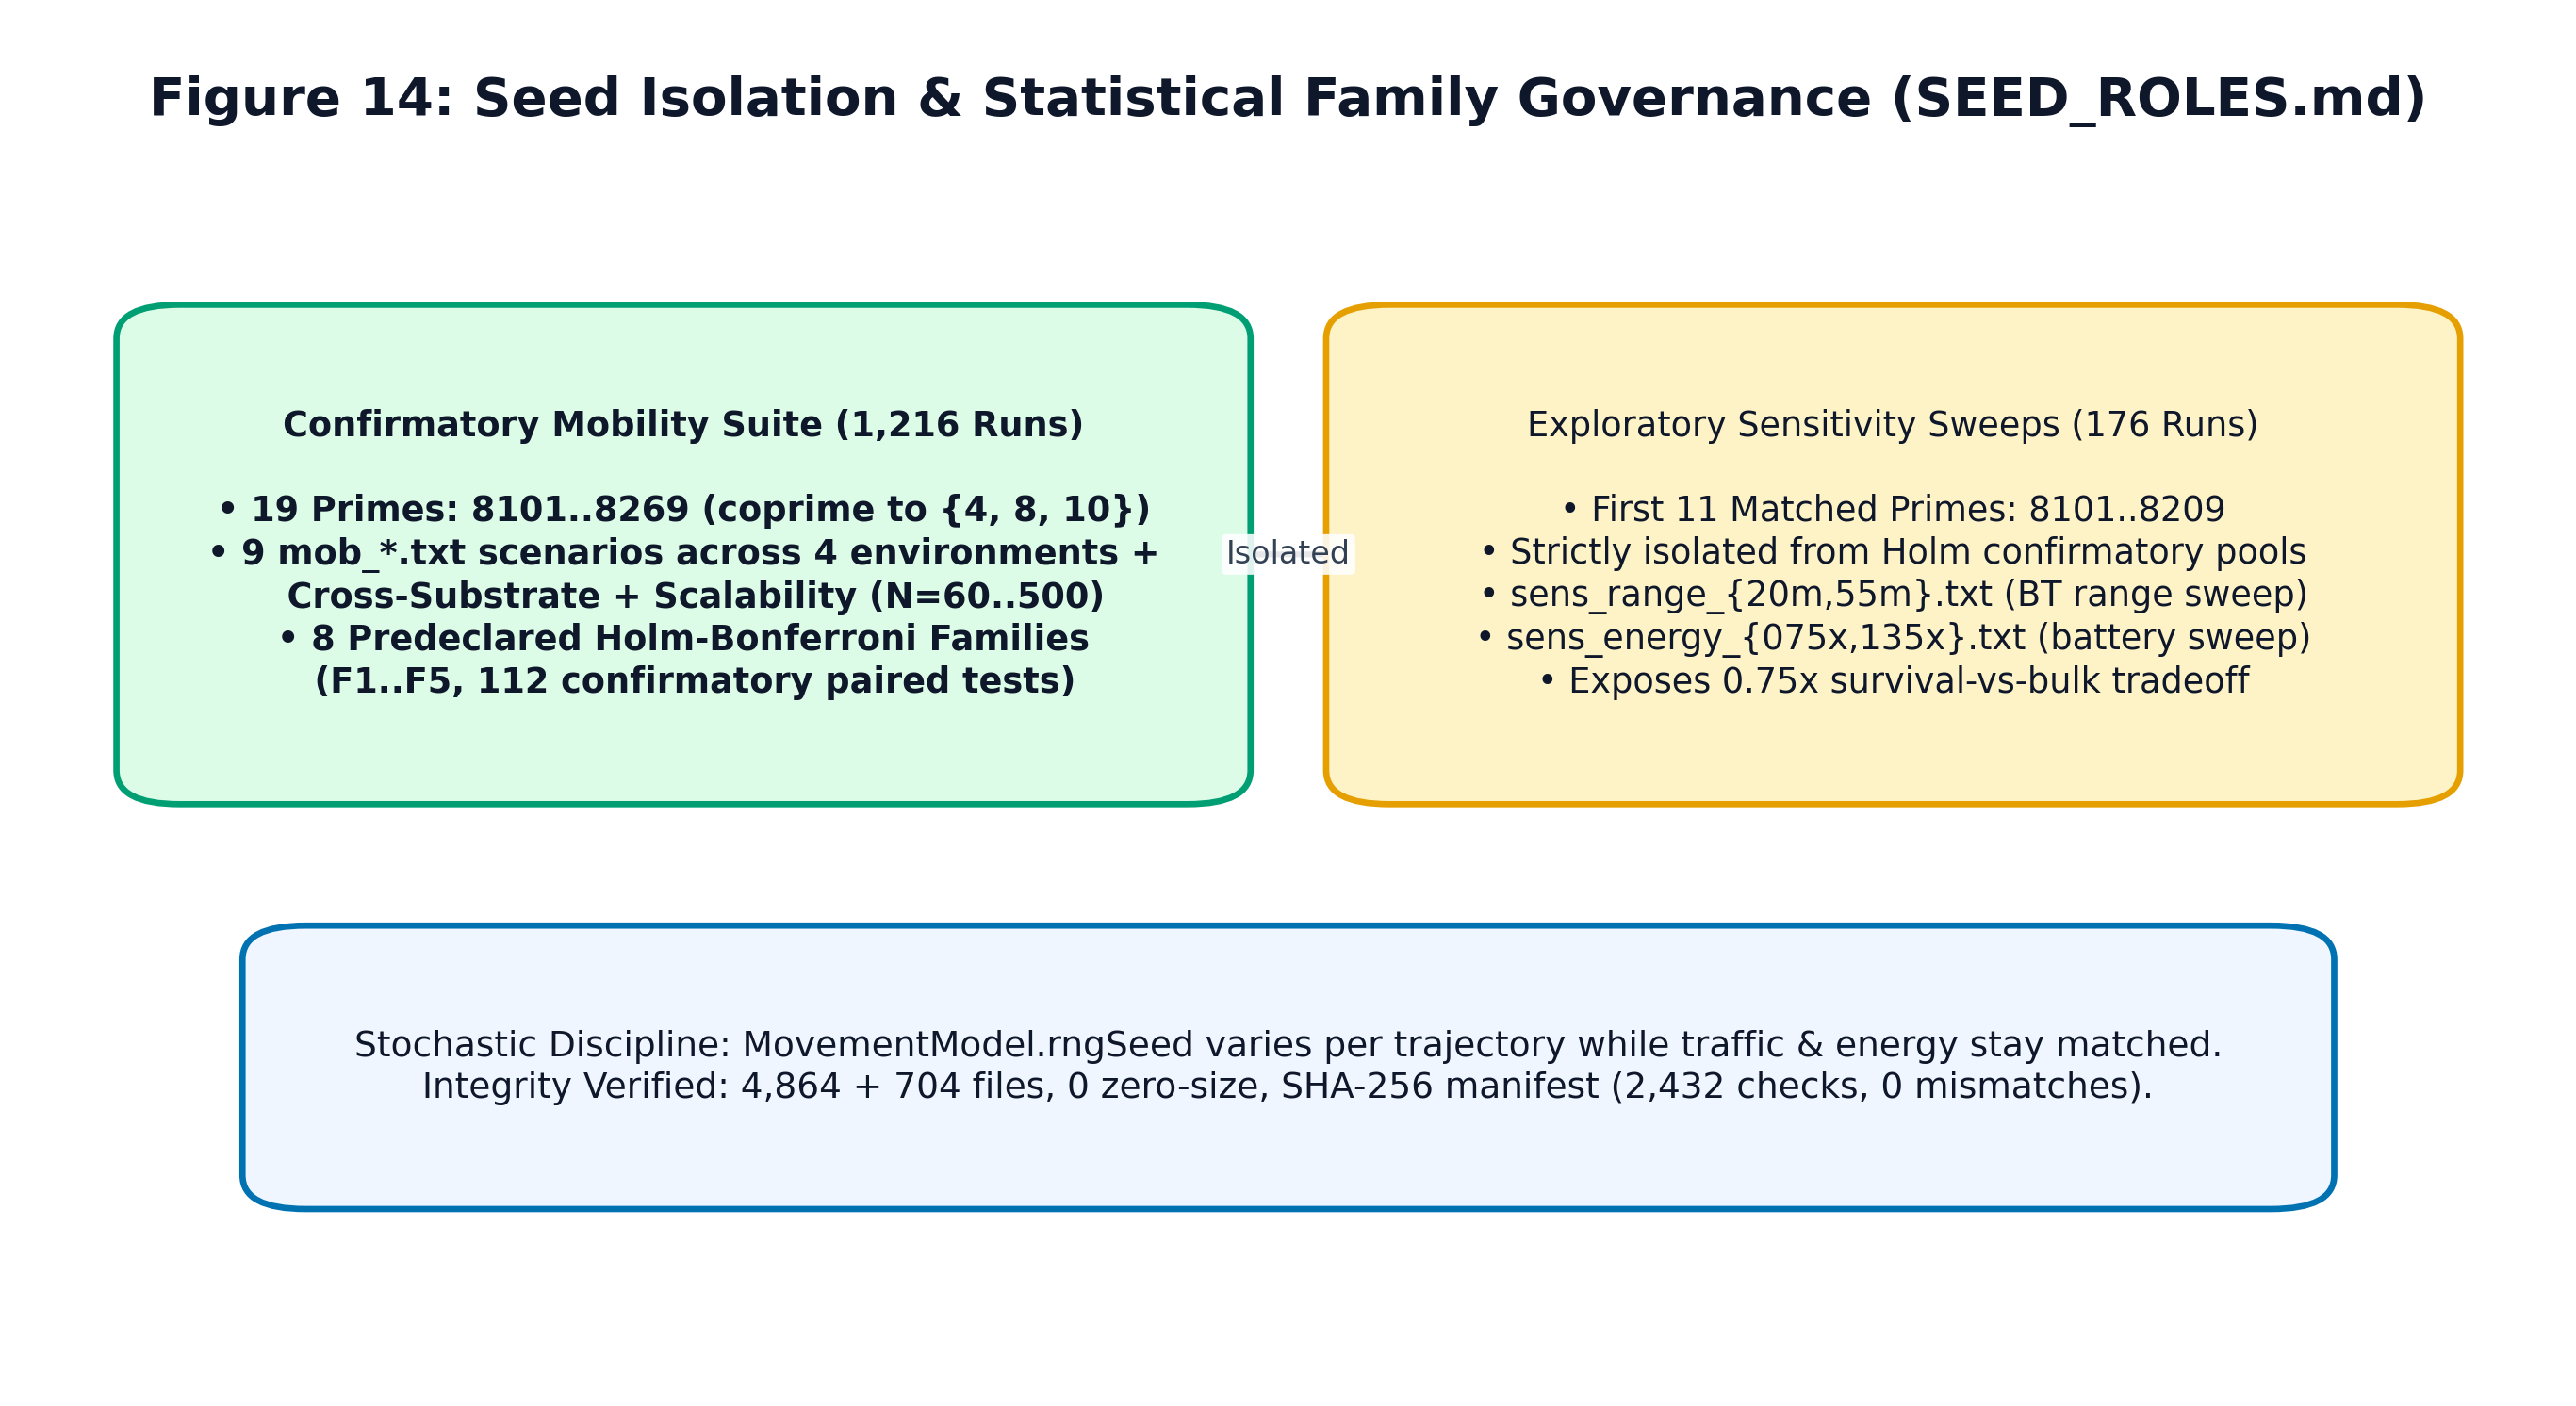 Figure 14: Seed Isolation & Statistical Family Governance (SEED_ROLES.md)
Confirmatory Mobility Suite (1,216 Runs)
• 19 Primes: 8101..8269 (coprime to {4, 8, 10})
• 9 mob_*.txt scenarios across 4 environments +
Cross-Substrate + Scalability (N=60..500)
• 8 Predeclared Holm-Bonferroni Families
(F1..F5, 112 confirmatory paired tests)
Isolated
Exploratory Sensitivity Sweeps (176 Runs)
• First 11 Matched Primes: 8101..8209
• Strictly isolated from Holm confirmatory pools
• sens_range_{20m,55m}.txt (BT range sweep)
• sens_energy_{075x,135x}.txt (battery sweep)
• Exposes 0.75x survival-vs-bulk tradeoff
Stochastic Discipline: MovementModel.rngSeed varies per trajectory while traffic & energy stay matched.
Integrity Verified: 4,864 + 704 files, 0 zero-size, SHA-256 manifest (2,432 checks, 0 mismatches).